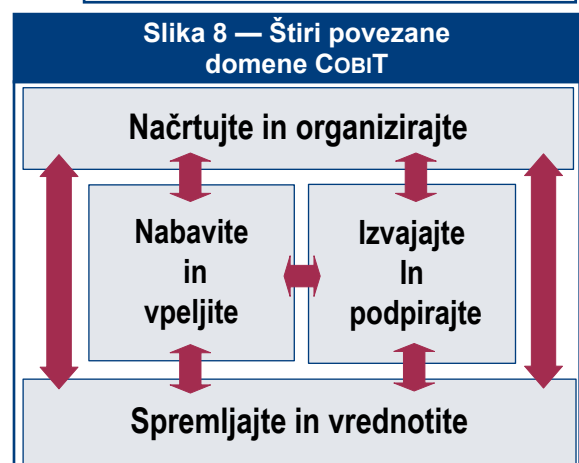 Slika 8 — Štiri povezane
domene COBIT
Načrtujte in organizirajte
Nabavite
in
vpeljite
Izvajajte
In
podpirajte
Spremljajte in vrednotite